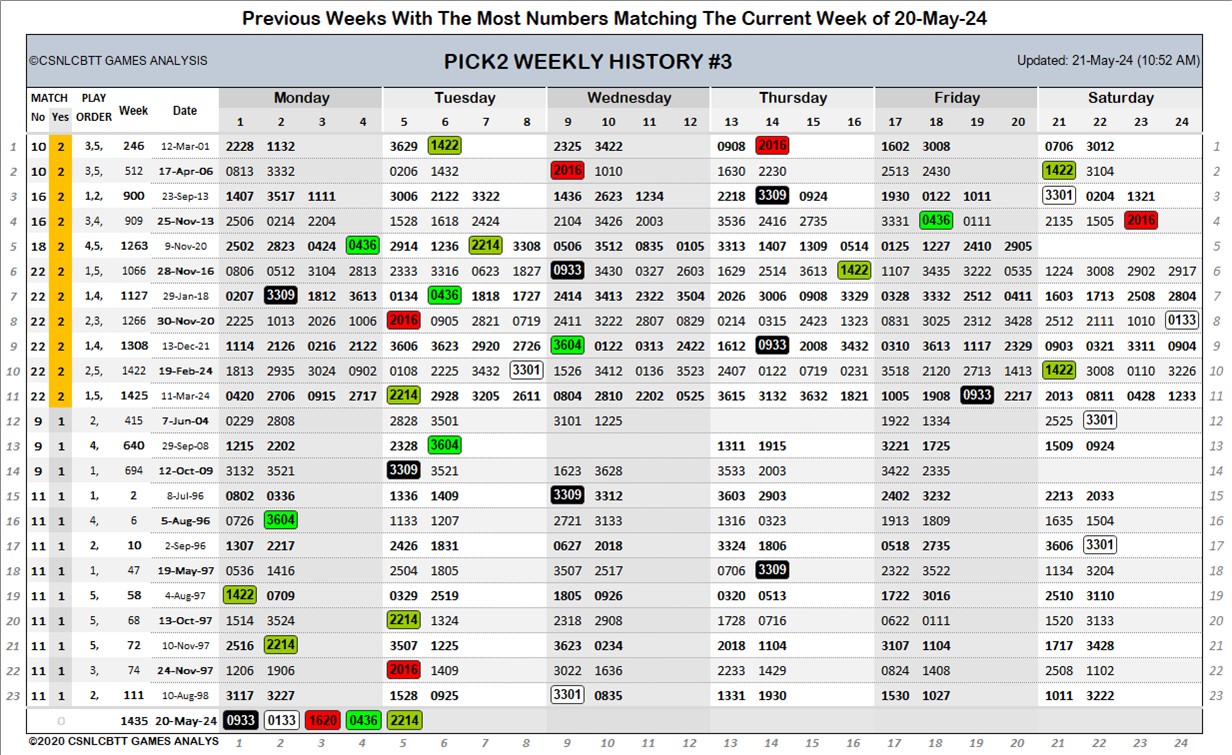 Previous Weeks With The Most Numbers Matching The Current Week of 20-May-24
©CSNLCBTT GAMES ANALYSIS PICK2 WEEKLY HISTORY #3 Updated: 21-May-24 (10:52 AM)
MATCH PLAY Week Date Monday Tuesday Wednesday Thursday Friday Saturday
No Yes ORDER 1 2 3 4 5 6 7 8 9 10 11 12 13 14 15 16 17 18 19 20 21 22 23 24
1 10 2 3,5, 246 12-Mar-01 2228 1132 3629 1422 2325 3422 0908 2016 1602 3008 0706 3012 1
2 10 2 3,5, 512 17-Apr-06 0813 3332 0206 1432 2016 1010 1630 2230 2513 2430 1422 3104 2
3 16 2 1,2, 900 23-Sep-13 1407 3517 1111 3006 2122 3322 1436 2623 1234 2218 3309 0924 1930 0122 1011 3301 0204 1321 3
4 16 2 3,4, 909 25-Nov-13 2506 0214 2204 1528 1618 2424 2104 3426 2003 3536 2416 2735 3331 0436 0111 2135 1505 2016 4
5 18 2 4,5, 1263 9-Nov-20 2502 2823 0424 0436 2914 1236 2214 3308 0506 3512 0835 0105 3313 1407 1309 0514 0125 1227 2410 2905 5
6 22 2 1,5, 1066 28-Nov-16 0806 0512 3104 2813 2333 3316 0623 1827 0933 3430 0327 2603 1629 2514 3613 1422 1107 3435 3222 0535 1224 3008 2902 2917 6
7 22 2 1,4, 1127 29-Jan-18 0207 3309 1812 3613 0134 0436 1818 1727 2414 3413 2322 3504 2026 3006 0908 3329 0328 3332 2512 0411 1603 1713 2508 2804 7
8 22 2 2,3, 1266 30-Nov-20 2225 1013 2026 1006 2016 0905 2821 0719 2411 3222 2807 0829 0214 0315 2423 1323 0831 3025 2312 3428 2512 2111 1010 0133 8
9 22 2 1,4, 1308 13-Dec-21 1114 2126 0216 2122 3606 3623 2920 2726 3604 0122 0313 2422 1612 0933 2008 3432 0310 3613 1117 2329 0903 0321 3311 0904 9
10 22 2 2,5, 1422 19-Feb-24 1813 2935 3024 0902 0108 2225 3432 3301 1526 3412 0136 3523 2407 0122 0719 0231 3518 2120 2713 1413 1422 3008 0110 3226 10
11 22 2 1,5, 1425 11-Mar-24 0420 2706 0915 2717 2214 2928 3205 2611 0804 2810 2202 0525 3615 3132 3632 1821 1005 1908 0933 2217 2013 0811 0428 1233 11
12 9 1 2, 415 7-Jun-04 0229 2808 2828 3501 3101 1225 1922 1334 2525 3301 12
13 9 1 4, 640 29-Sep-08 1215 2202 2328 3604 1311 1915 3221 1725 1509 0924 13
14 9 1 1, 694 12-Oct-09 3132 3521 3309 3521 1623 3628 3533 2003 3422 2335 14
15 11 1 1, 2 8-Jul-96 0802 0336 1336 1409 3309 3312 3603 2903 2402 3232 2213 2033 15
16 11 1 4, 6 5-Aug-96 0726 3604 1133 1207 2721 3133 1316 0323 1913 1809 1635 1504 16
17 11 1 2, 10 2-Sep-96 1307 2217 2426 1831 0627 2018 3324 1806 0518 2735 3606 3301 17
18 11 1 1, 47 19-May-97 0536 1416 2504 1805 3507 2517 0706 3309 2322 3522 1134 3204 18
19 11 1 5, 58 4-Aug-97 1422 0709 0329 2519 1805 0926 0320 0513 1722 3016 2510 3110 19
20 11 1 5, 68 13-Oct-97 1514 3524 2214 1324 2318 2908 1728 0716 0622 0111 1520 3133 20
21 11 1 5, 72 10-Nov-97 2516 2214 3507 1225 3623 0234 2018 1104 3107 1104 1717 3428 21
22 11 1 3, 74 24-Nov-97 1206 1906 2016 1409 3022 1636 2233 1429 0824 1408 2508 1102 22
23 11 1 2, 111 10-Aug-98 3117 3227 1528 0925 3301 0835 1331 1930 1530 1027 1011 3222 23
0 1435 20-May-24 0933 0133 1620 0436 2214
©2020 CSNLCBTT GAMES ANALYS 1 2 3 4 5 6 7 8 9 10 11 12 13 14 15 16 17 18 19 20 21 22 23 24